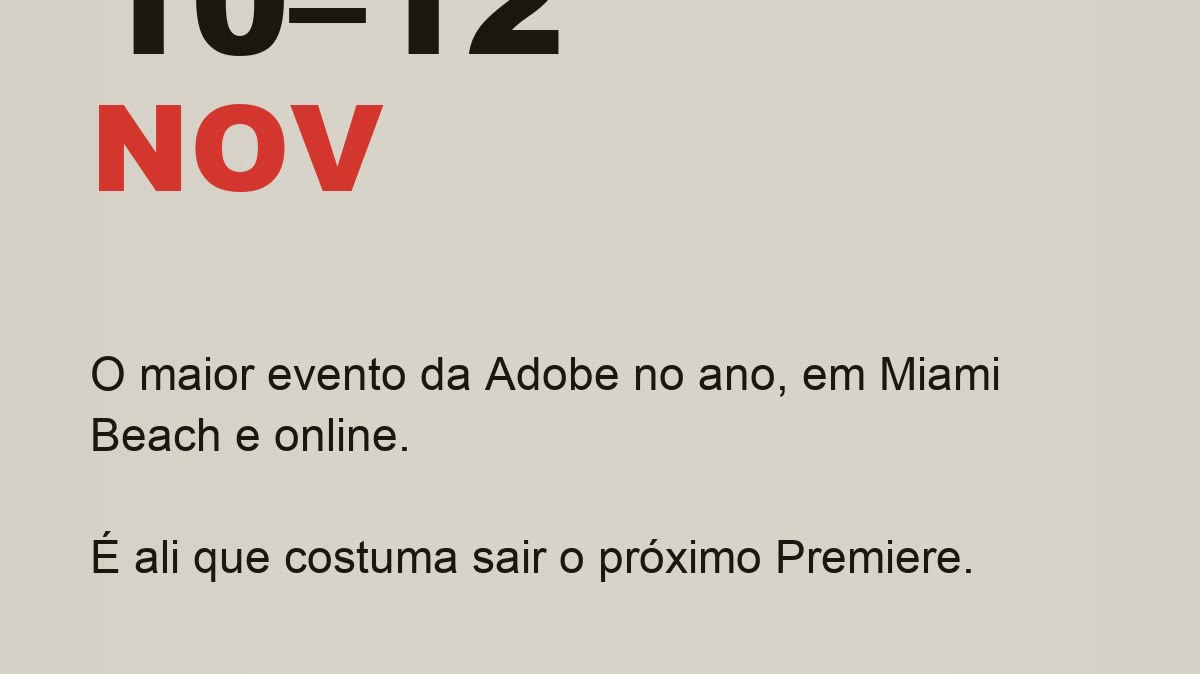 10–12
NOV
O maior evento da Adobe no ano, em Miami
Beach e online.
É ali que costuma sair o próximo Premiere.